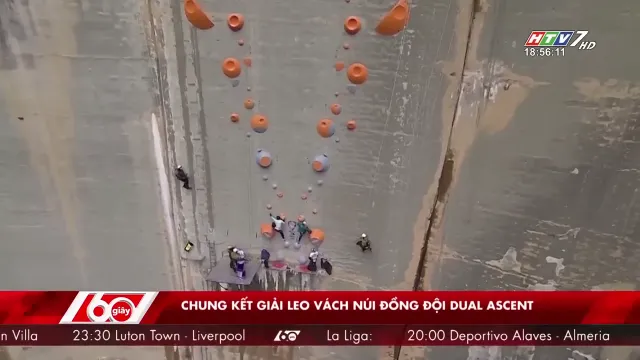 HTV7 HD
18:56:11
60 giây
CHUNG KẾT GIẢI LEO VÁCH NÚI ĐỒNG ĐỘI DUAL ASCENT
n Villa 23:30 Luton Town - Liverpool 60 La Liga: 20:00 Deportivo Alaves - Almeria